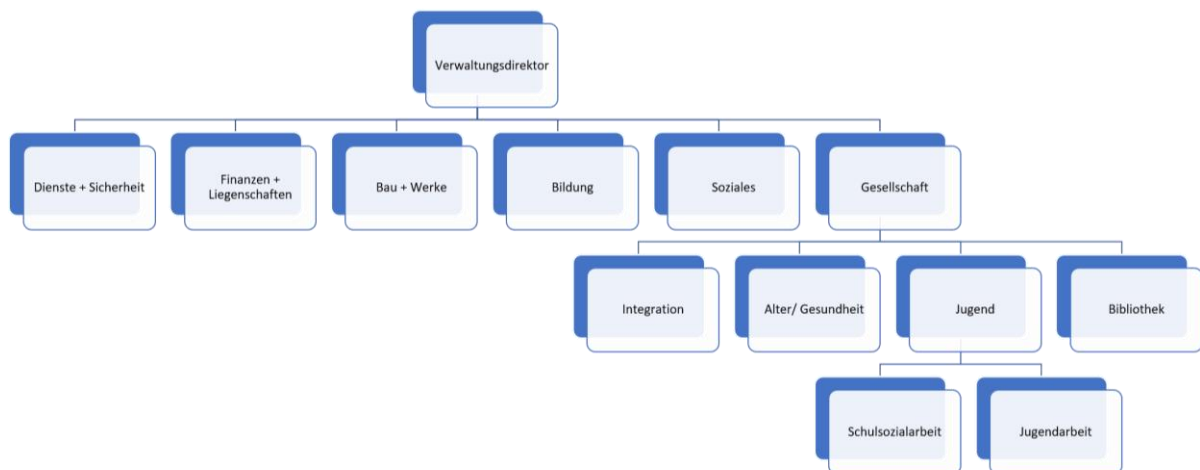 Verwaltungsdirektor
Dienste + Sicherheit
Finanzen +
Liegenschaften
Bau + Werke
Bildung
Soziales
Gesellschaft
Integration
Alter/ Gesundheit
Jugend
Bibliothek
Schulsozialarbeit
Jugendarbeit